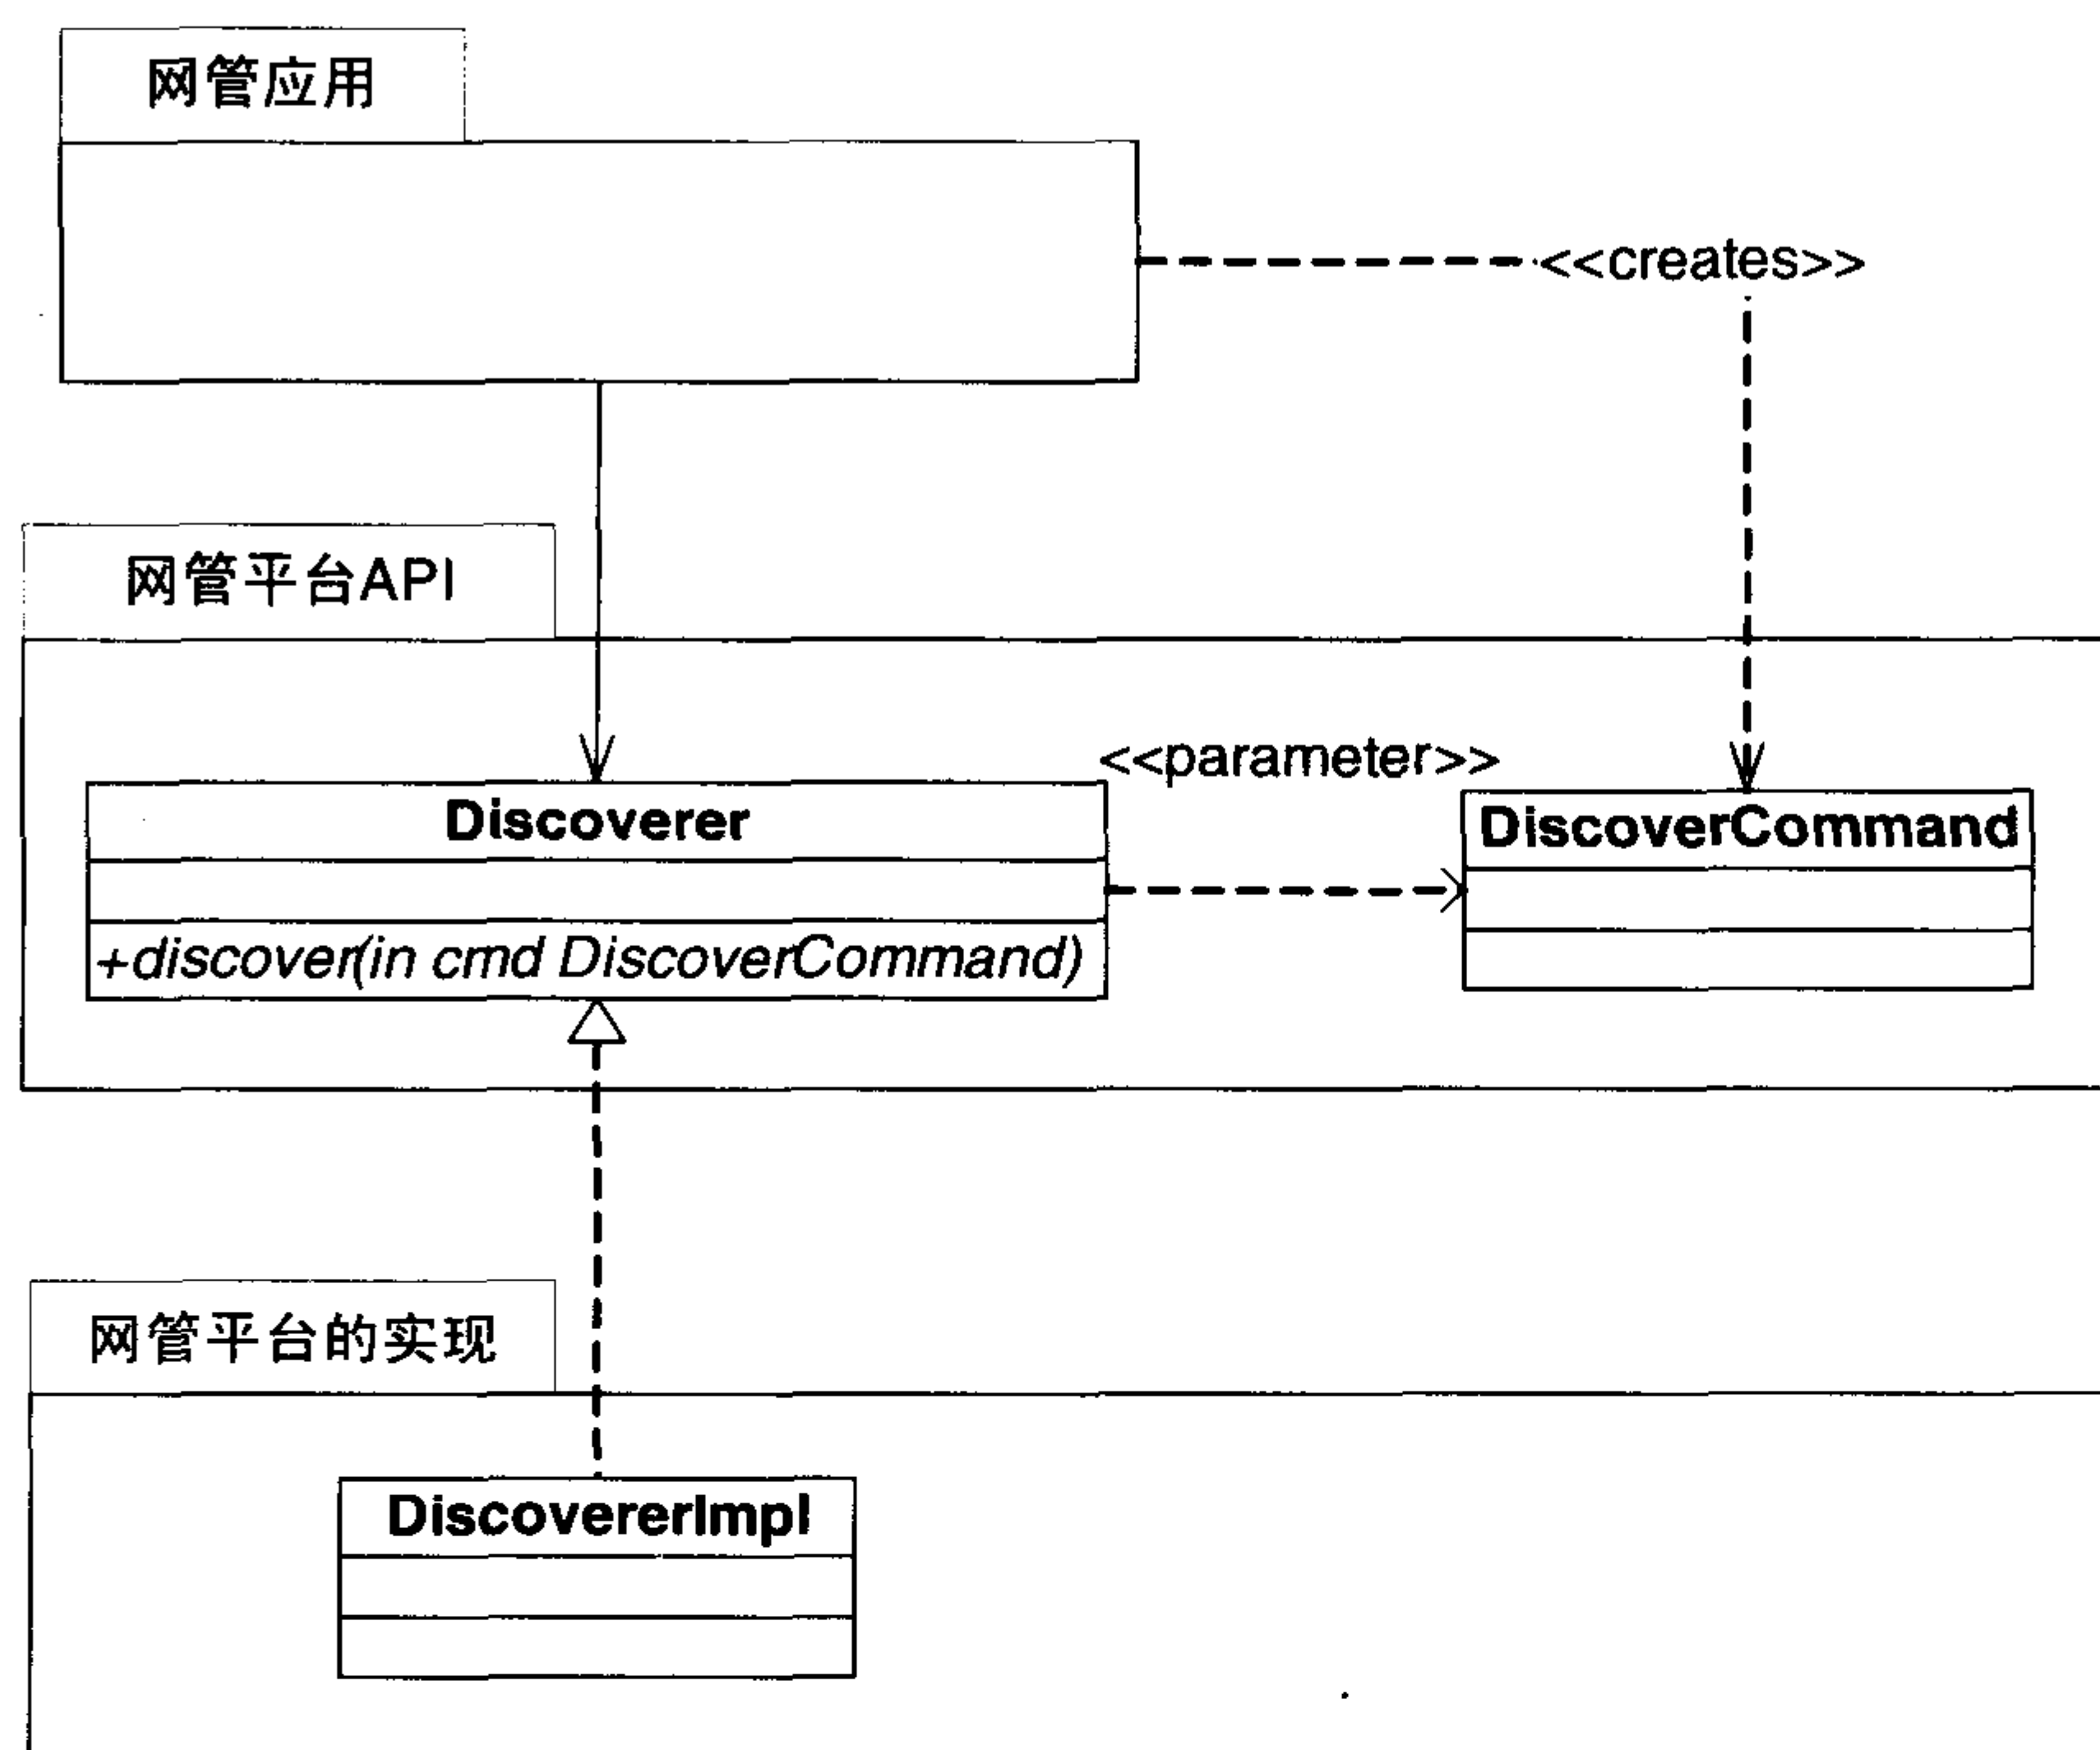 网管应用
<<creates>>
网管平台API
<<parameter>>
Discoverer
DiscoverCommand
+discover(in cmd DiscoverCommand)
网管平台的实现
DiscovererImpl